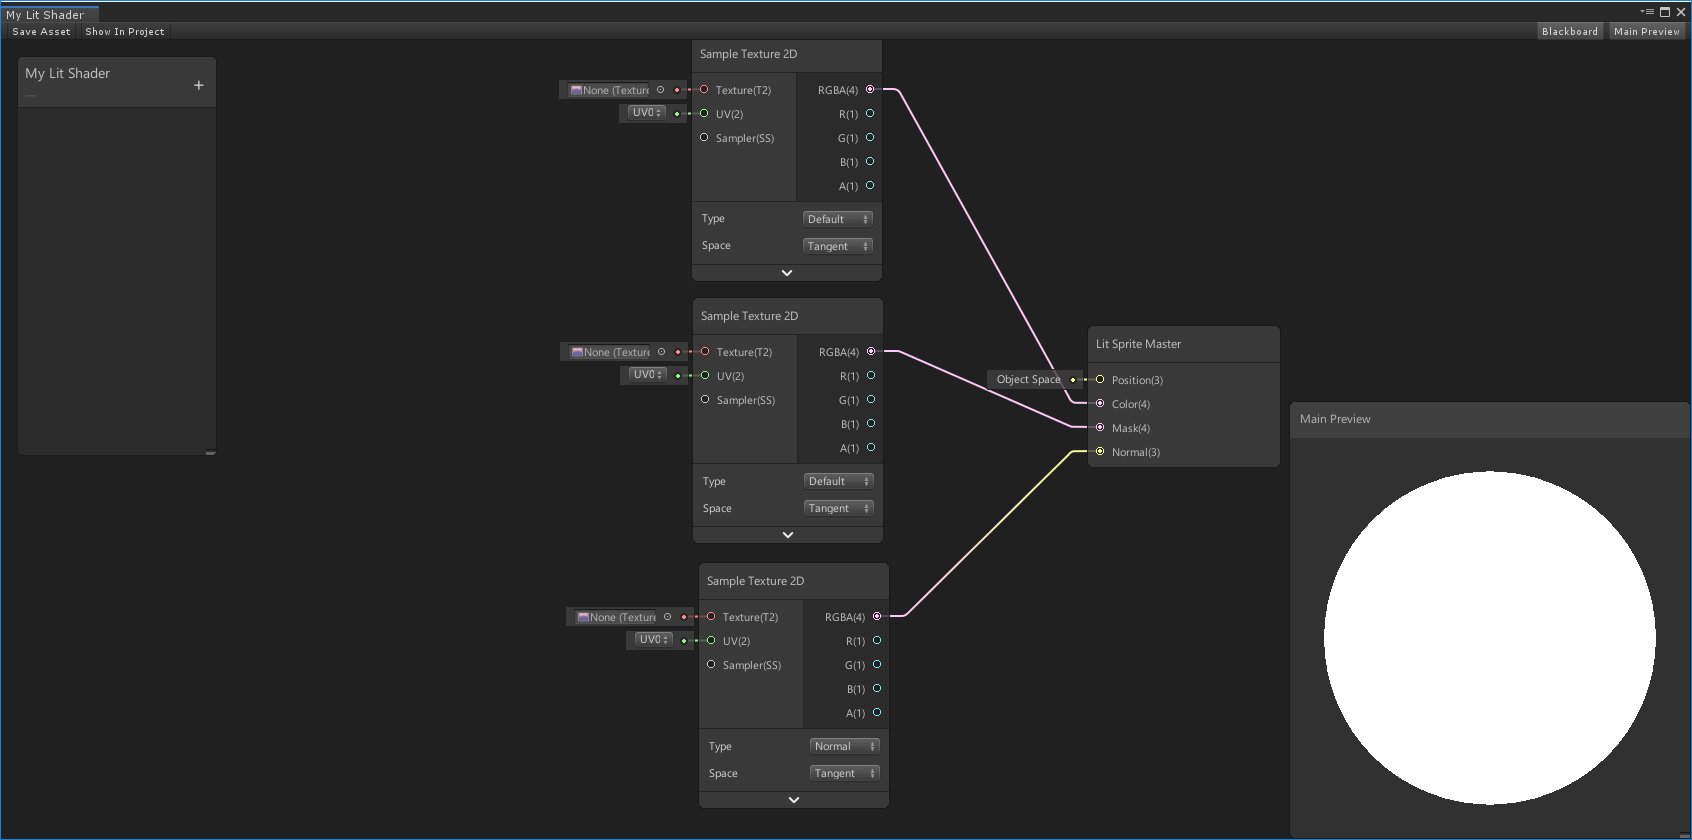 My Lit Shader
Save Asset Show In Project Blackboard Main Preview
My Lit Shader
+
Sample Texture 2D
None (Texture Texture(T2) RGBA(4)
UV0 UV(2) R(1)
Sampler(SS) G(1)
B(1)
A(1)
Type Default
Space Tangent
Sample Texture 2D
None (Texture Texture(T2) RGBA(4)
UV0 UV(2) R(1)
Sampler(SS) G(1)
B(1)
A(1)
Type Default
Space Tangent
Sample Texture 2D
None (Texture Texture(T2) RGBA(4)
UV0 UV(2) R(1)
Sampler(SS) G(1)
B(1)
A(1)
Type Normal
Space Tangent
Lit Sprite Master
Object Space Position(3)
Color(4)
Mask(4)
Normal(3)
Main Preview